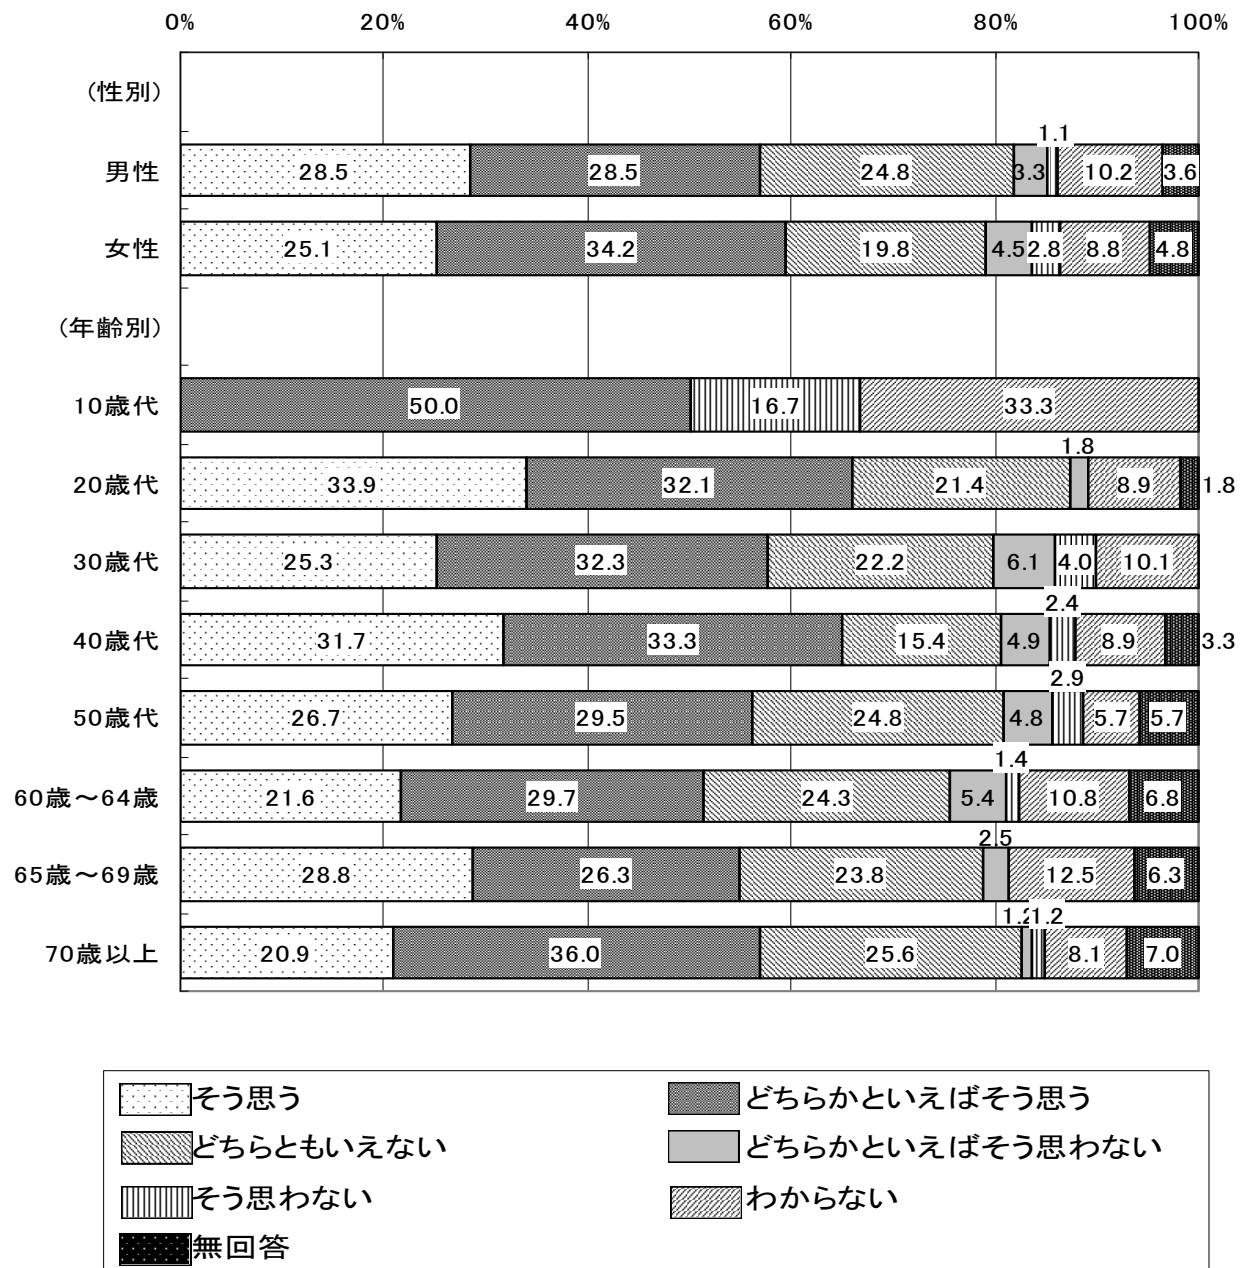 0% 20% 40% 60% 80% 100%
(性別)
1.1
男性 28.5 28.5 24.8 3.3 10.2 3.6
女性 25.1 34.2 19.8 4.5 2.8 8.8 4.8
(年齢別)
10歳代 50.0 16.7 33.3
1.8
20歳代 33.9 32.1 21.4 8.9 1.8
30歳代 25.3 32.3 22.2 6.1 4.0 10.1
2.4
40歳代 31.7 33.3 15.4 4.9 8.9 3.3
2.9
50歳代 26.7 29.5 24.8 4.8 5.7 5.7
1.4
60歳～64歳 21.6 29.7 24.3 5.4 10.8 6.8
2.5
65歳～69歳 28.8 26.3 23.8 12.5 6.3
1.2 1.2
70歳以上 20.9 36.0 25.6 8.1 7.0
そう思う どちらかといえばそう思う
どちらともいえない どちらかといえばそう思わない
そう思わない わからない
無回答